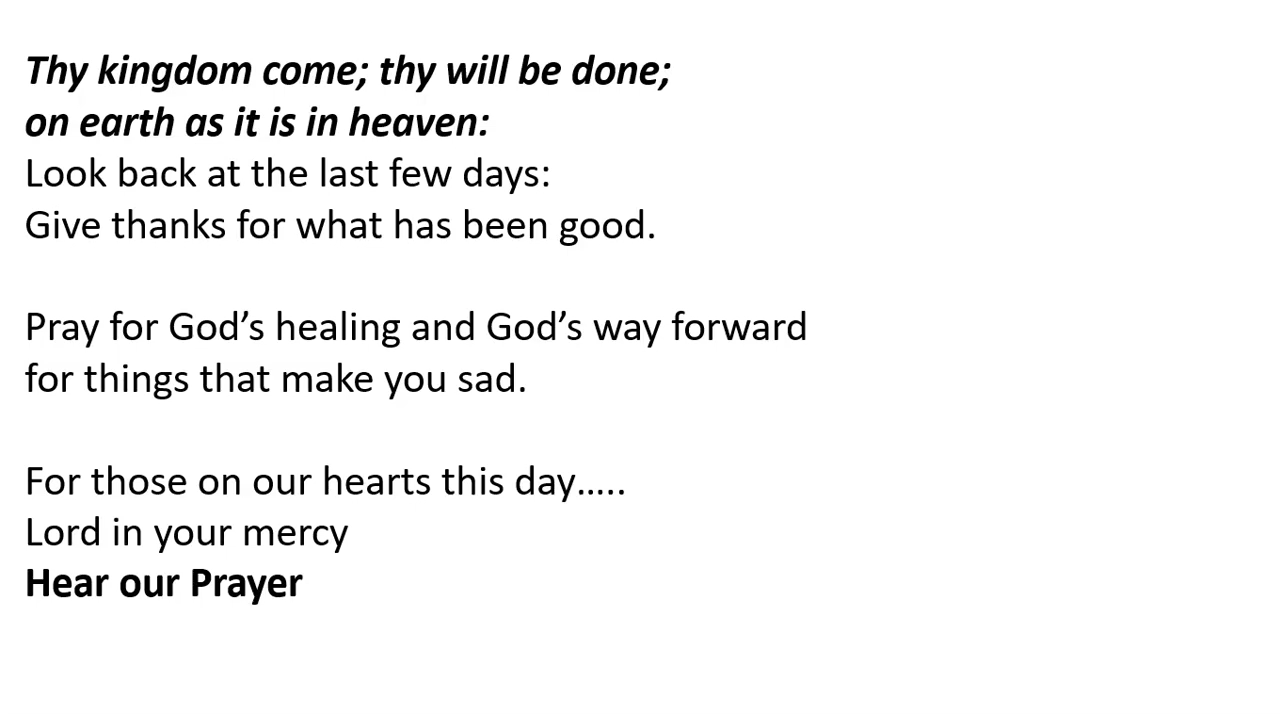 Thy kingdom come; thy will be done;
on earth as it is in heaven:
Look back at the last few days:
Give thanks for what has been good.
Pray for God’s healing and God’s way forward
for things that make you sad.
For those on our hearts this day…..
Lord in your mercy
Hear our Prayer